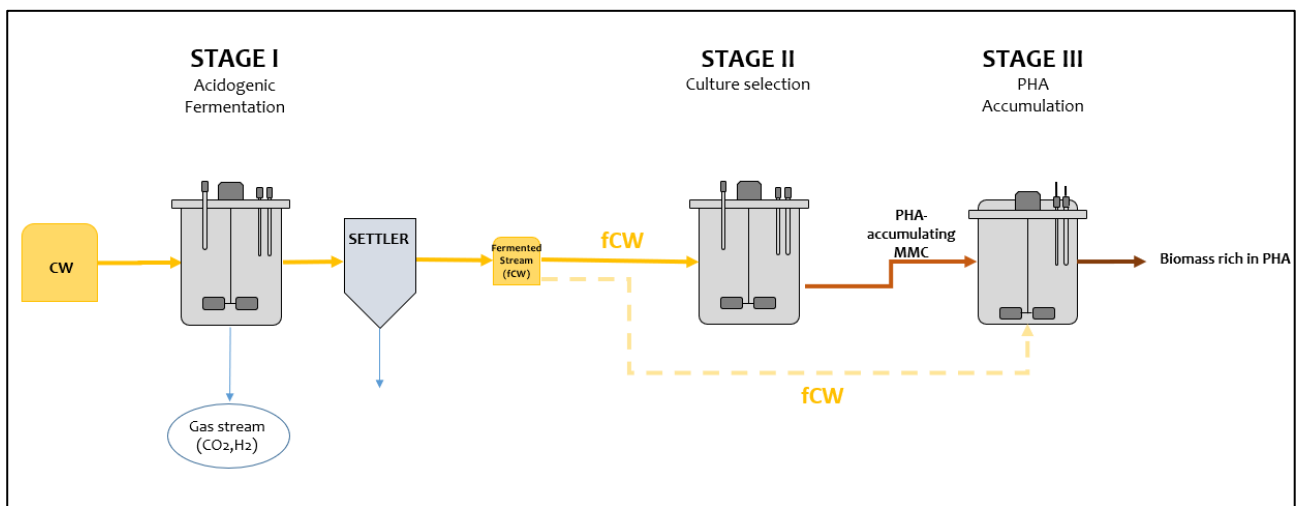 STAGE I
Acidogenic
Fermentation
STAGE II
Culture selection
STAGE III
PHA
Accumulation
CW
SETTLER
Fermented
Stream
(fCW)
fCW
PHA-
accumulating
MMC
Biomass rich in PHA
fCW
Gas stream
(CO2,H2)